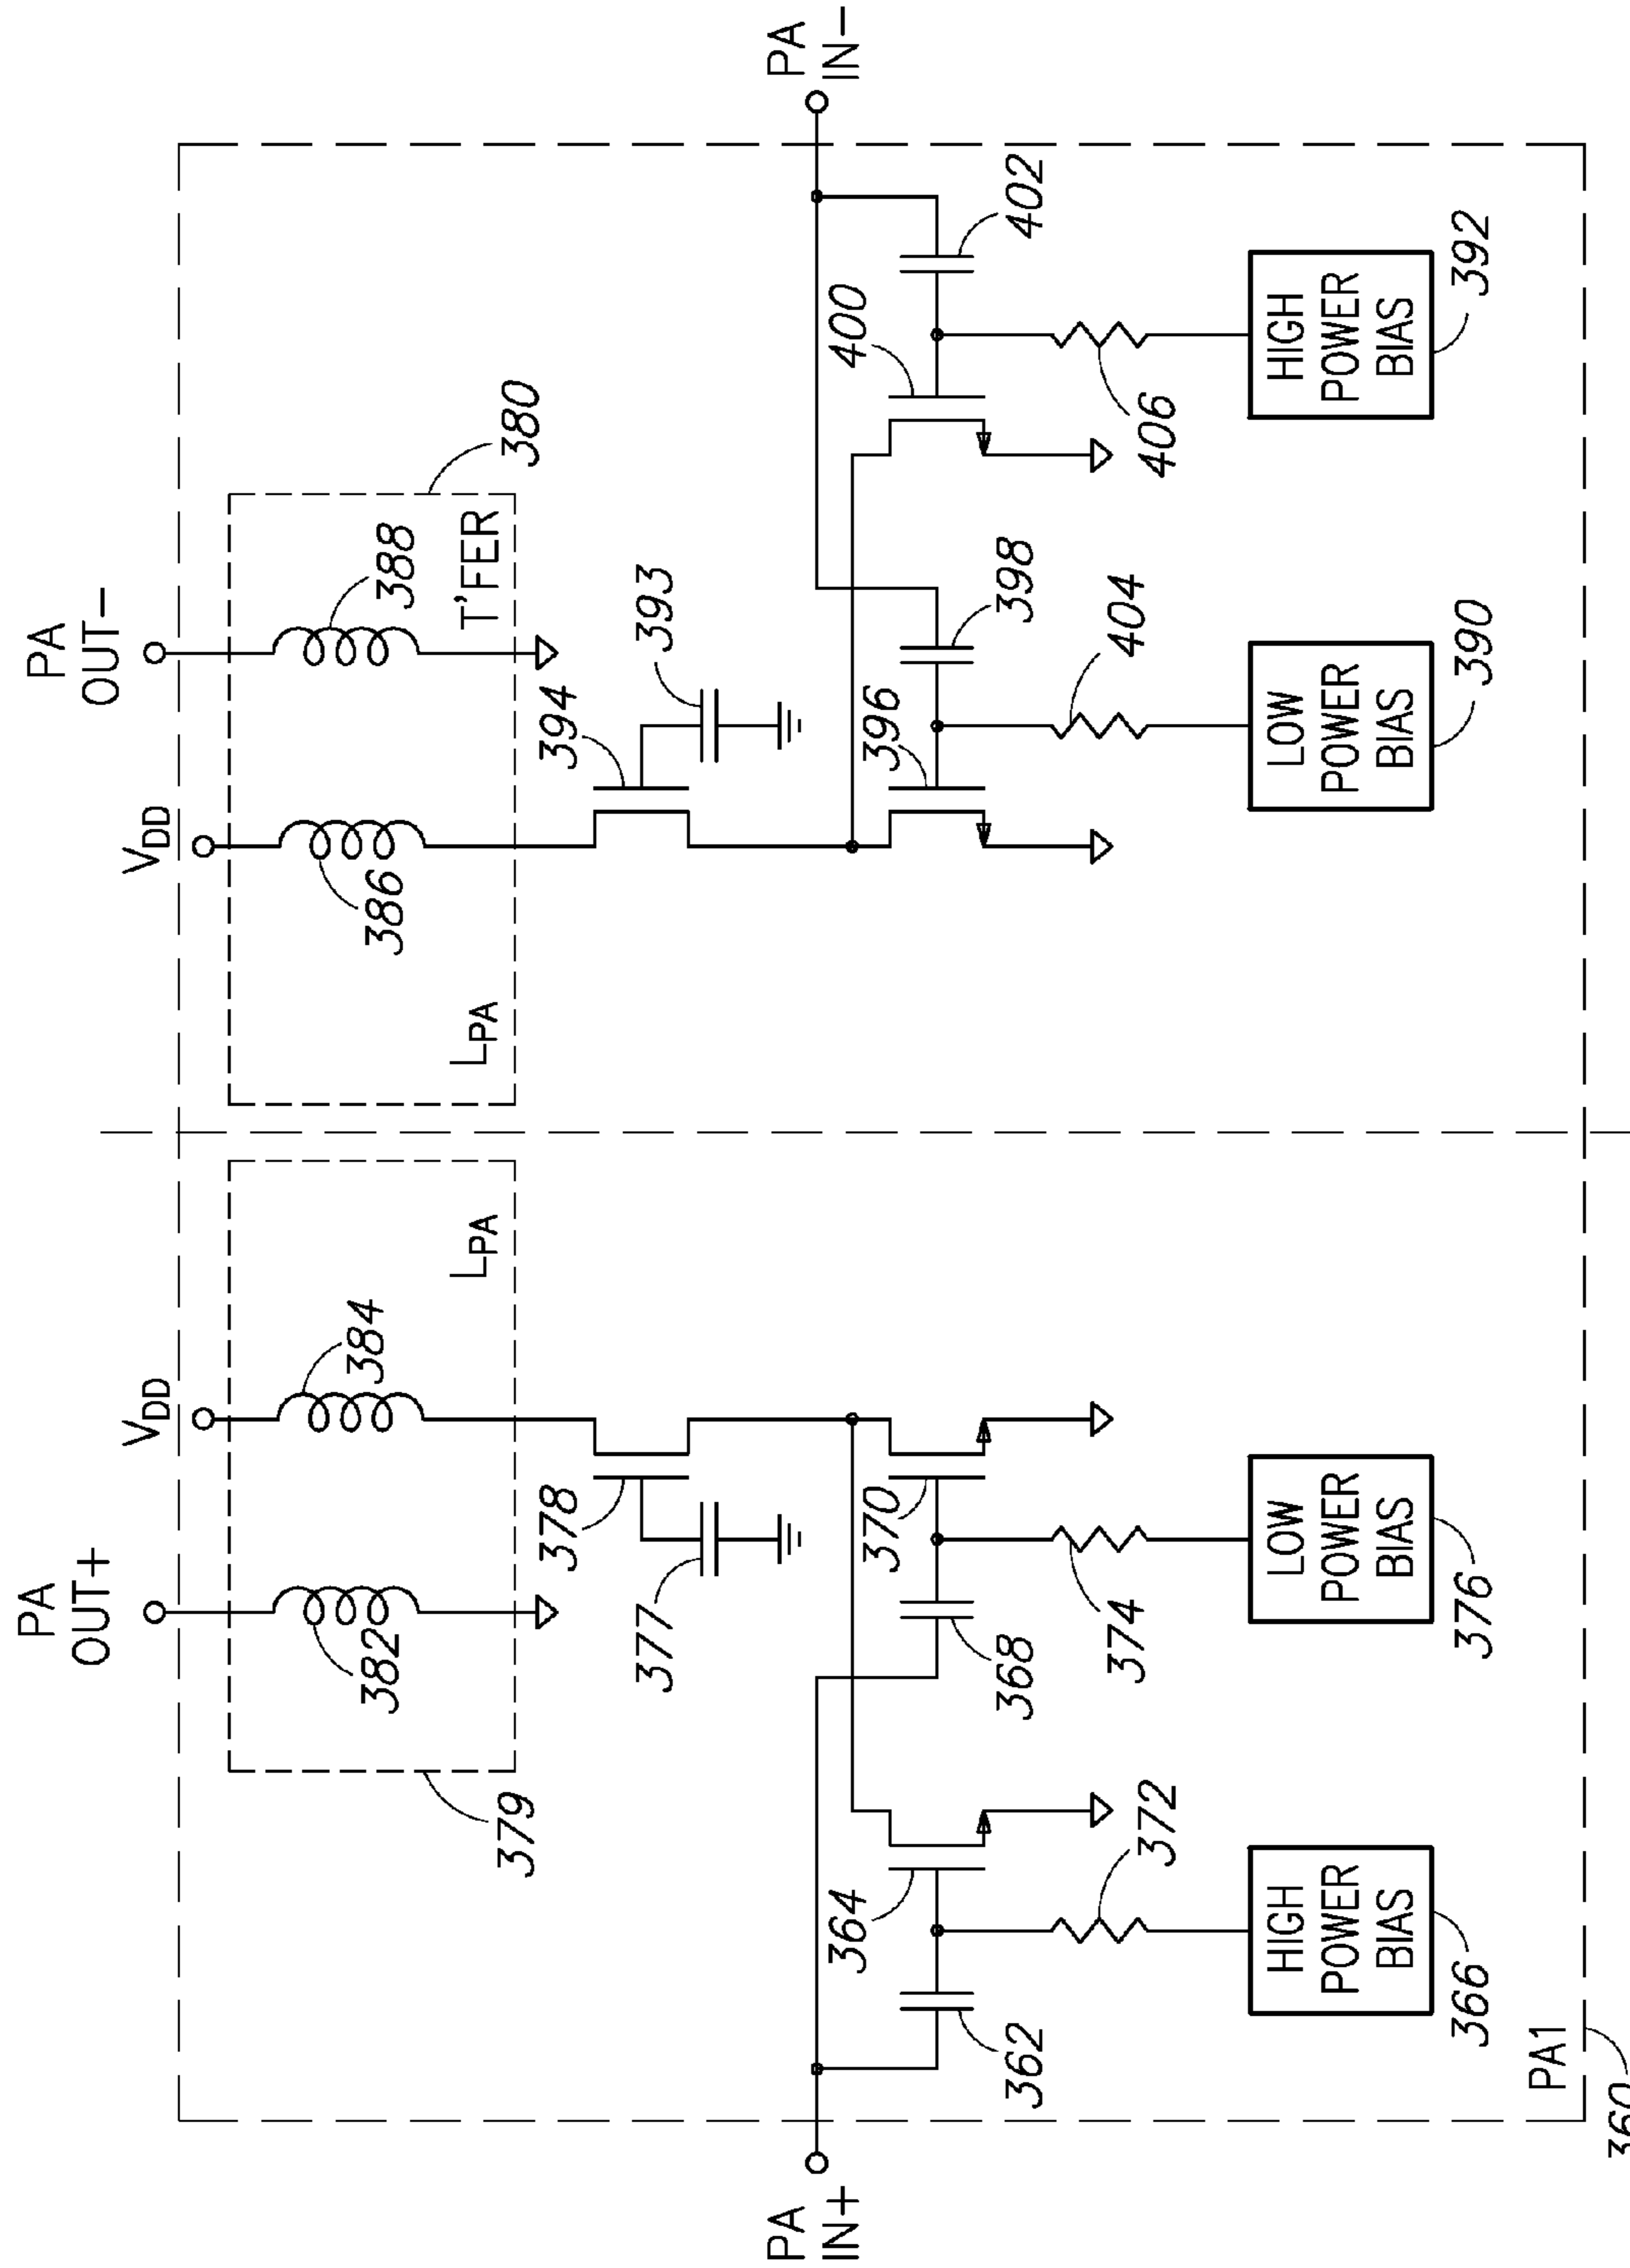 PA
OUT+
VDD
VDD
PA
OUT−
382
384
386
388
LPA
LPA
T'FER
379
380
378
377
394
393
PA
IN+
PA
IN−
364
370
396
400
362
368
398
402
372
374
404
406
HIGH
POWER
BIAS
LOW
POWER
BIAS
LOW
POWER
BIAS
HIGH
POWER
BIAS
366
376
390
392
PA1
360